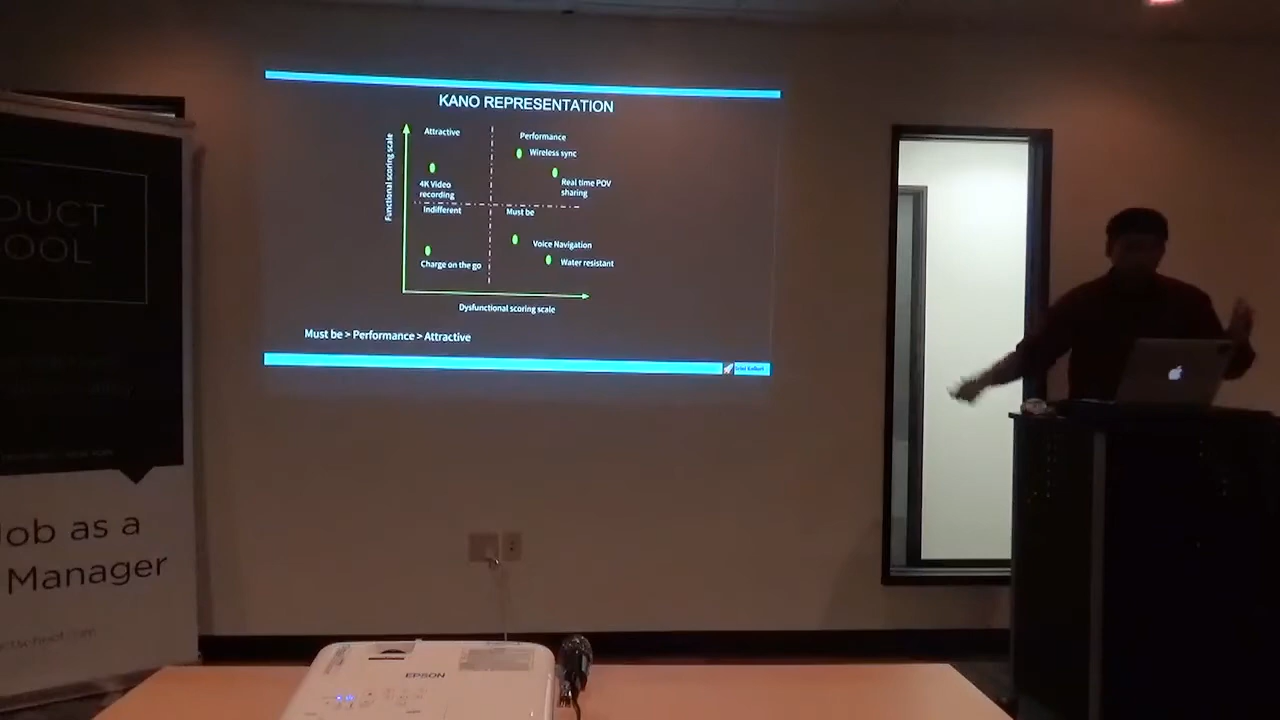 KANO REPRESENTATION
Functional scoring scale
Attractive
Performance
Wireless sync
4K Video
recording
Real time POV
sharing
Indifferent
Must be
Voice Navigation
Charge on the go
Water resistant
Dysfunctional scoring scale
Must be > Performance > Attractive
DUCT
OOL
Job as a
Manager
EPSON